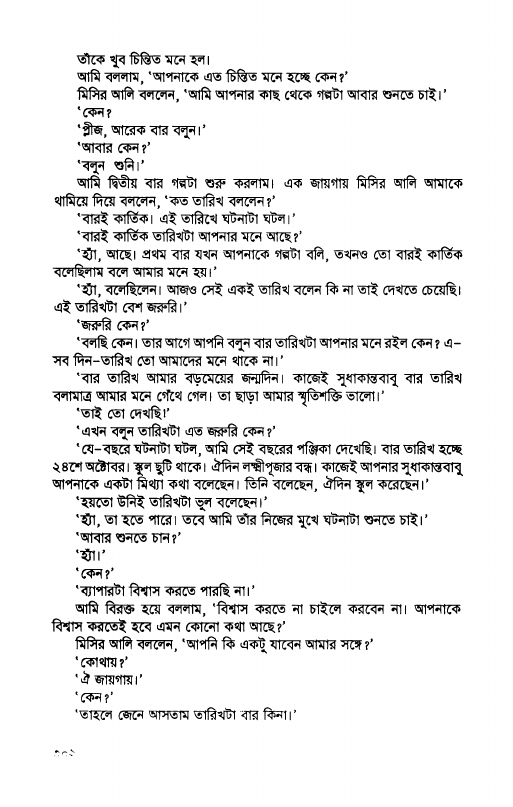 তাঁকে খুব চিন্তিত মনে হল।
আমি বললাম, ‘আপনাকে এত চিন্তিত মনে হচ্ছে কেন?’
মিসির আলি বললেন, ‘আমি আপনার কাছ থেকে গল্পটা আবার শুনতে চাই।’
‘কেন?
‘প্লীজ, আরেক বার বলুন।’
‘আবার কেন?’
‘বলুন শুনি।’
আমি দ্বিতীয় বার গল্পটা শুরু করলাম। এক জায়গায় মিসির আলি আমাকে
থামিয়ে দিয়ে বললেন, ‘কত তারিখ বললেন?’
‘বারই কার্তিক। এই তারিখে ঘটনাটা ঘটল।’
‘বারই কার্তিক তারিখটা আপনার মনে আছে?’
‘হ্যাঁ, আছে। প্রথম বার যখন আপনাকে গল্পটা বলি, তখনও তো বারই কার্তিক
বলেছিলাম বলে আমার মনে হয়।’
‘হ্যাঁ, বলেছিলেন। আজও সেই একই তারিখ বলেন কি না তাই দেখতে চেয়েছি।
এই তারিখটা বেশ জরুরি।’
‘জরুরি কেন?’
‘বলছি কেন। তার আগে আপনি বলুন বার তারিখটা আপনার মনে রইল কেন? এ–
সব দিন–তারিখ তো আমাদের মনে থাকে না।’
‘বার তারিখ আমার বড়মেয়ের জন্মদিন। কাজেই সুধাকান্তবাবু বার তারিখ
বলামাত্র আমার মনে গেঁথে গেল। তা ছাড়া আমার স্মৃতিশক্তি ভালো।’
‘তাই তো দেখছি!’
‘এখন বলুন তারিখটা এত জরুরি কেন?’
‘যে–বছরে ঘটনাটা ঘটল, আমি সেই বছরের পঞ্জিকা দেখেছি। বার তারিখ হচ্ছে
২৪শে অক্টোবর। স্কুল ছুটি থাকে। ঐদিন লক্ষ্মীপূজার বন্ধ। কাজেই আপনার সুধাকান্তবাবু
আপনাকে একটা মিথ্যা কথা বলেছেন। তিনি বলেছেন, ঐদিন স্কুল করেছেন।’
‘হয়তো উনিই তারিখটা ভুল বলেছেন।’
‘হ্যাঁ, তা হতে পারে। তবে আমি তাঁর নিজের মুখে ঘটনাটা শুনতে চাই।’
‘আবার শুনতে চান?’
‘হ্যাঁ।’
‘কেন?’
‘ব্যাপারটা বিশ্বাস করতে পারছি না।’
আমি বিরক্ত হয়ে বললাম, ‘বিশ্বাস করতে না চাইলে করবেন না। আপনাকে
বিশ্বাস করতেই হবে এমন কোনো কথা আছে?’
মিসির আলি বললেন, ‘আপনি কি একটু যাবেন আমার সঙ্গে?’
‘কোথায়?’
‘ঐ জায়গায়।’
‘কেন?’
‘তাহলে জেনে আসতাম তারিখটা বার কিনা।’